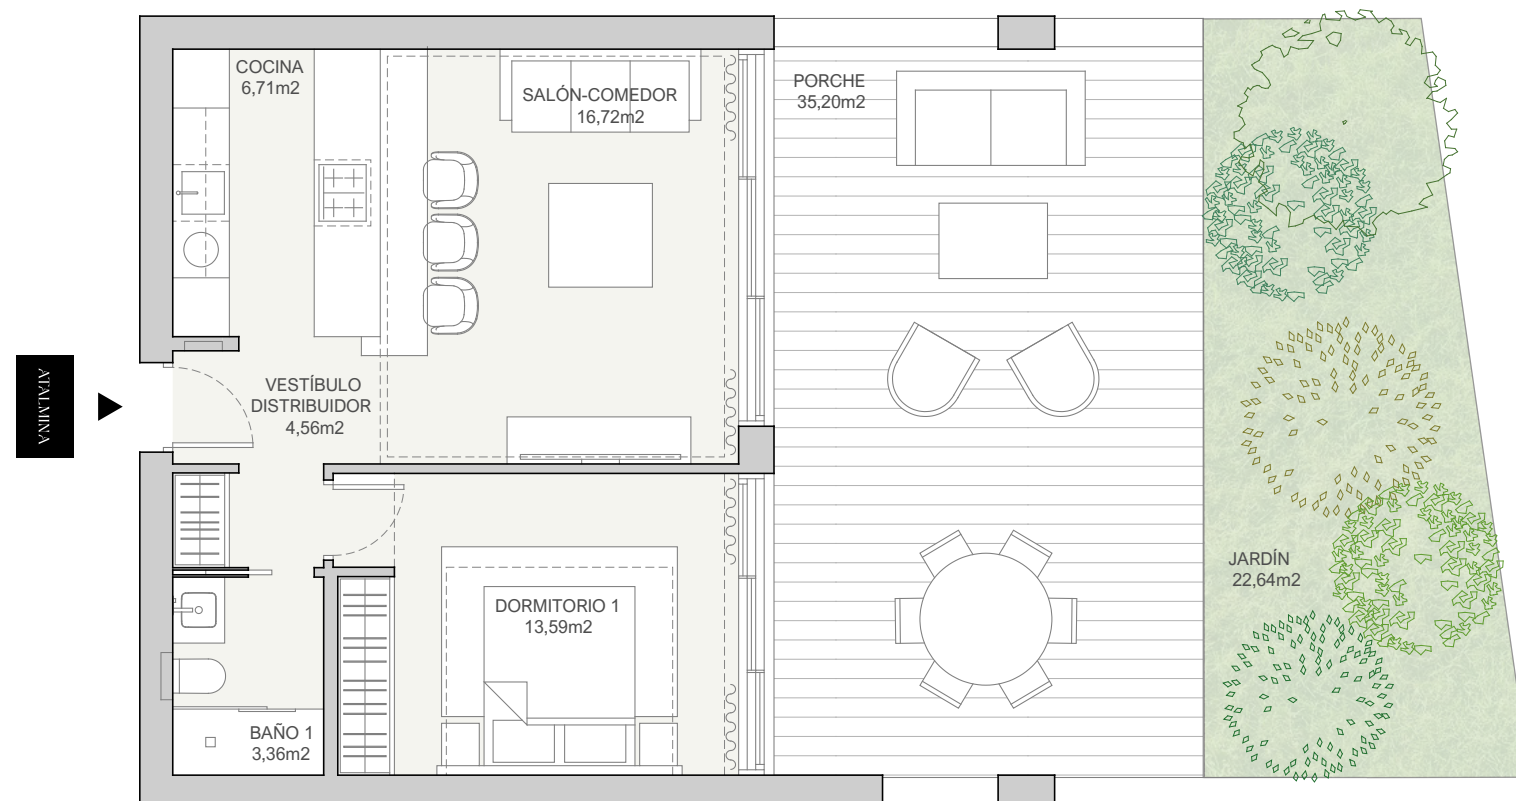 COCINA
6,71m2
SALÓN-COMEDOR
16,72m2
PORCHE
35,20m2
ATALMINA
VESTÍBULO
DISTRIBUIDOR
4,56m2
JARDÍN
22,64m2
DORMITORIO 1
13,59m2
BAÑO 1
3,36m2